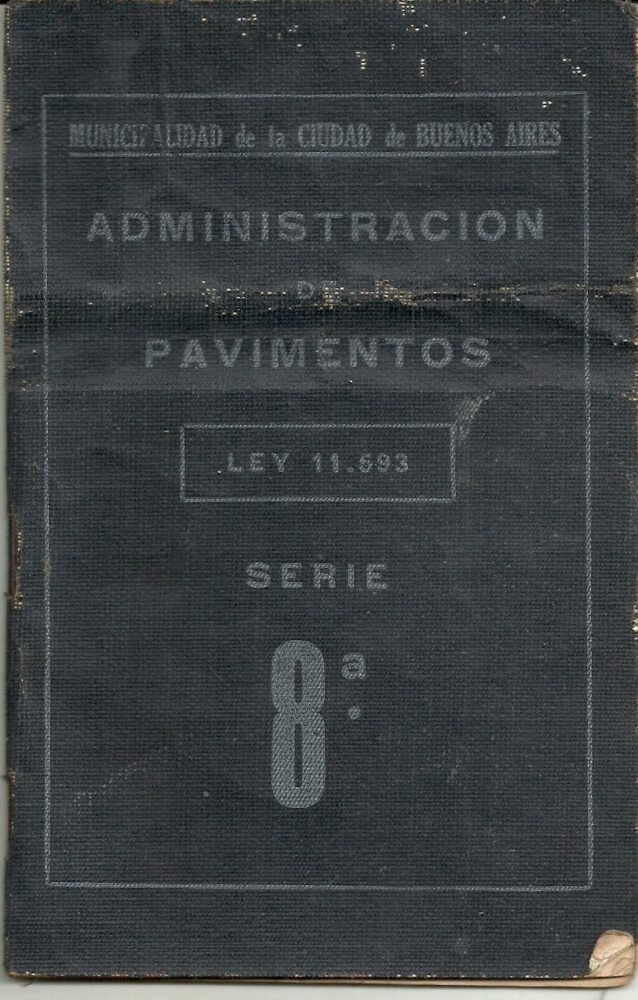 MUNICIPALIDAD de la CIUDAD de BUENOS AIRES
ADMINISTRACION
DE
PAVIMENTOS
LEY 11.593
SERIE
8ª.